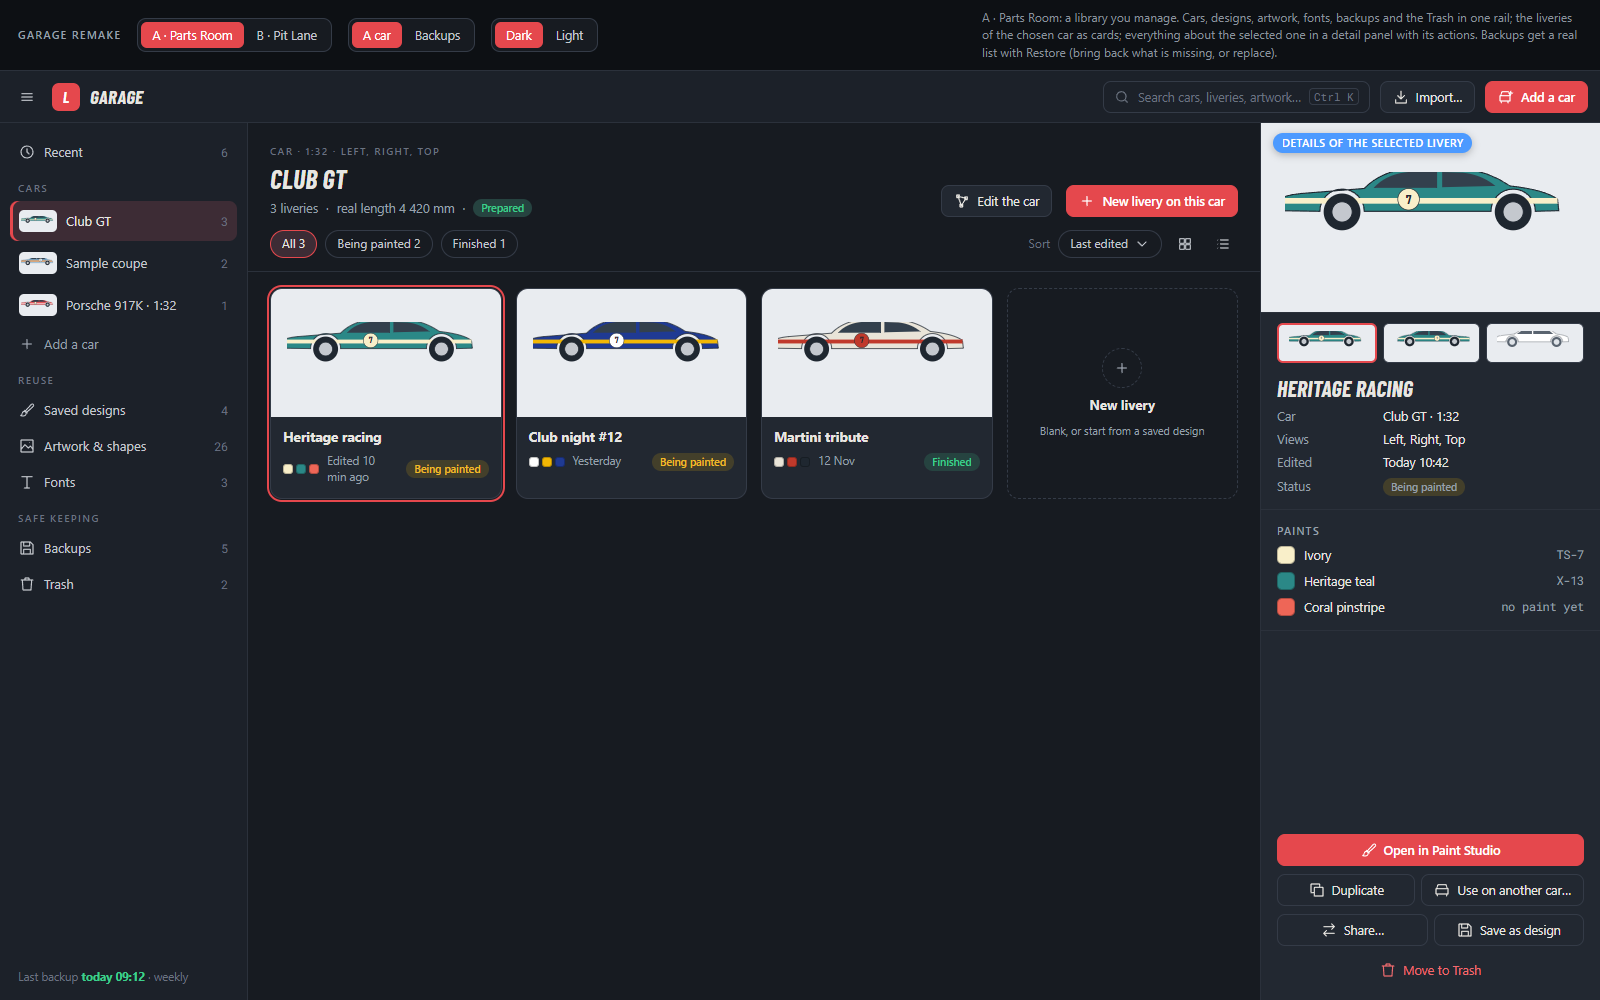 GARAGE REMAKE
A · Parts Room
B · Pit Lane
A car
Backups
Dark
Light
A · Parts Room: a library you manage. Cars, designs, artwork, fonts, backups and the Trash in one rail; the liveries
of the chosen car as cards; everything about the selected one in a detail panel with its actions. Backups get a real
list with Restore (bring back what is missing, or replace).
L
GARAGE
Search cars, liveries, artwork...
Ctrl K
Import...
Add a car
Recent 6
CARS
Club GT 3
Sample coupe 2
Porsche 917K · 1:32 1
Add a car
REUSE
Saved designs 4
Artwork & shapes 26
Fonts 3
SAFE KEEPING
Backups 5
Trash 2
Last backup today 09:12 · weekly
CAR · 1:32 · LEFT, RIGHT, TOP
CLUB GT
3 liveries · real length 4 420 mm · Prepared
Edit the car
New livery on this car
All 3
Being painted 2
Finished 1
Sort
Last edited
7
Heritage racing
Edited 10
min ago
Being painted
7
Club night #12
Yesterday
Being painted
7
Martini tribute
12 Nov
Finished
New livery
Blank, or start from a saved design
DETAILS OF THE SELECTED LIVERY
7
HERITAGE RACING
Car Club GT · 1:32
Views Left, Right, Top
Edited Today 10:42
Status Being painted
PAINTS
Ivory TS-7
Heritage teal X-13
Coral pinstripe no paint yet
Open in Paint Studio
Duplicate
Use on another car...
Share...
Save as design
Move to Trash